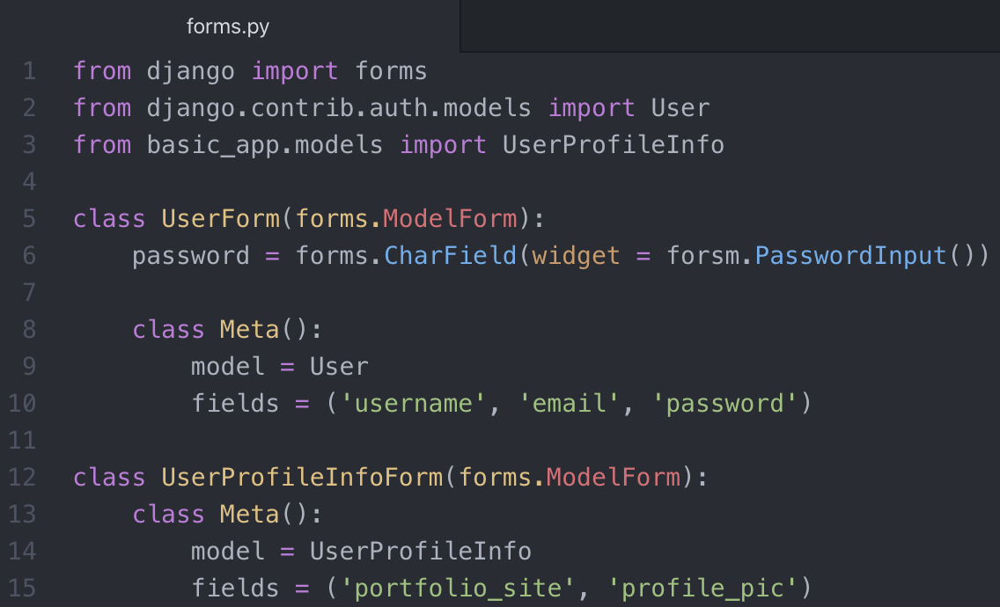 forms.py
1 from django import forms
2 from django.contrib.auth.models import User
3 from basic_app.models import UserProfileInfo
4
5 class UserForm(forms.ModelForm):
6     password = forms.CharField(widget = forsm.PasswordInput())
7
8     class Meta():
9         model = User
10         fields = ('username', 'email', 'password')
11
12 class UserProfileInfoForm(forms.ModelForm):
13     class Meta():
14         model = UserProfileInfo
15         fields = ('portfolio_site', 'profile_pic')